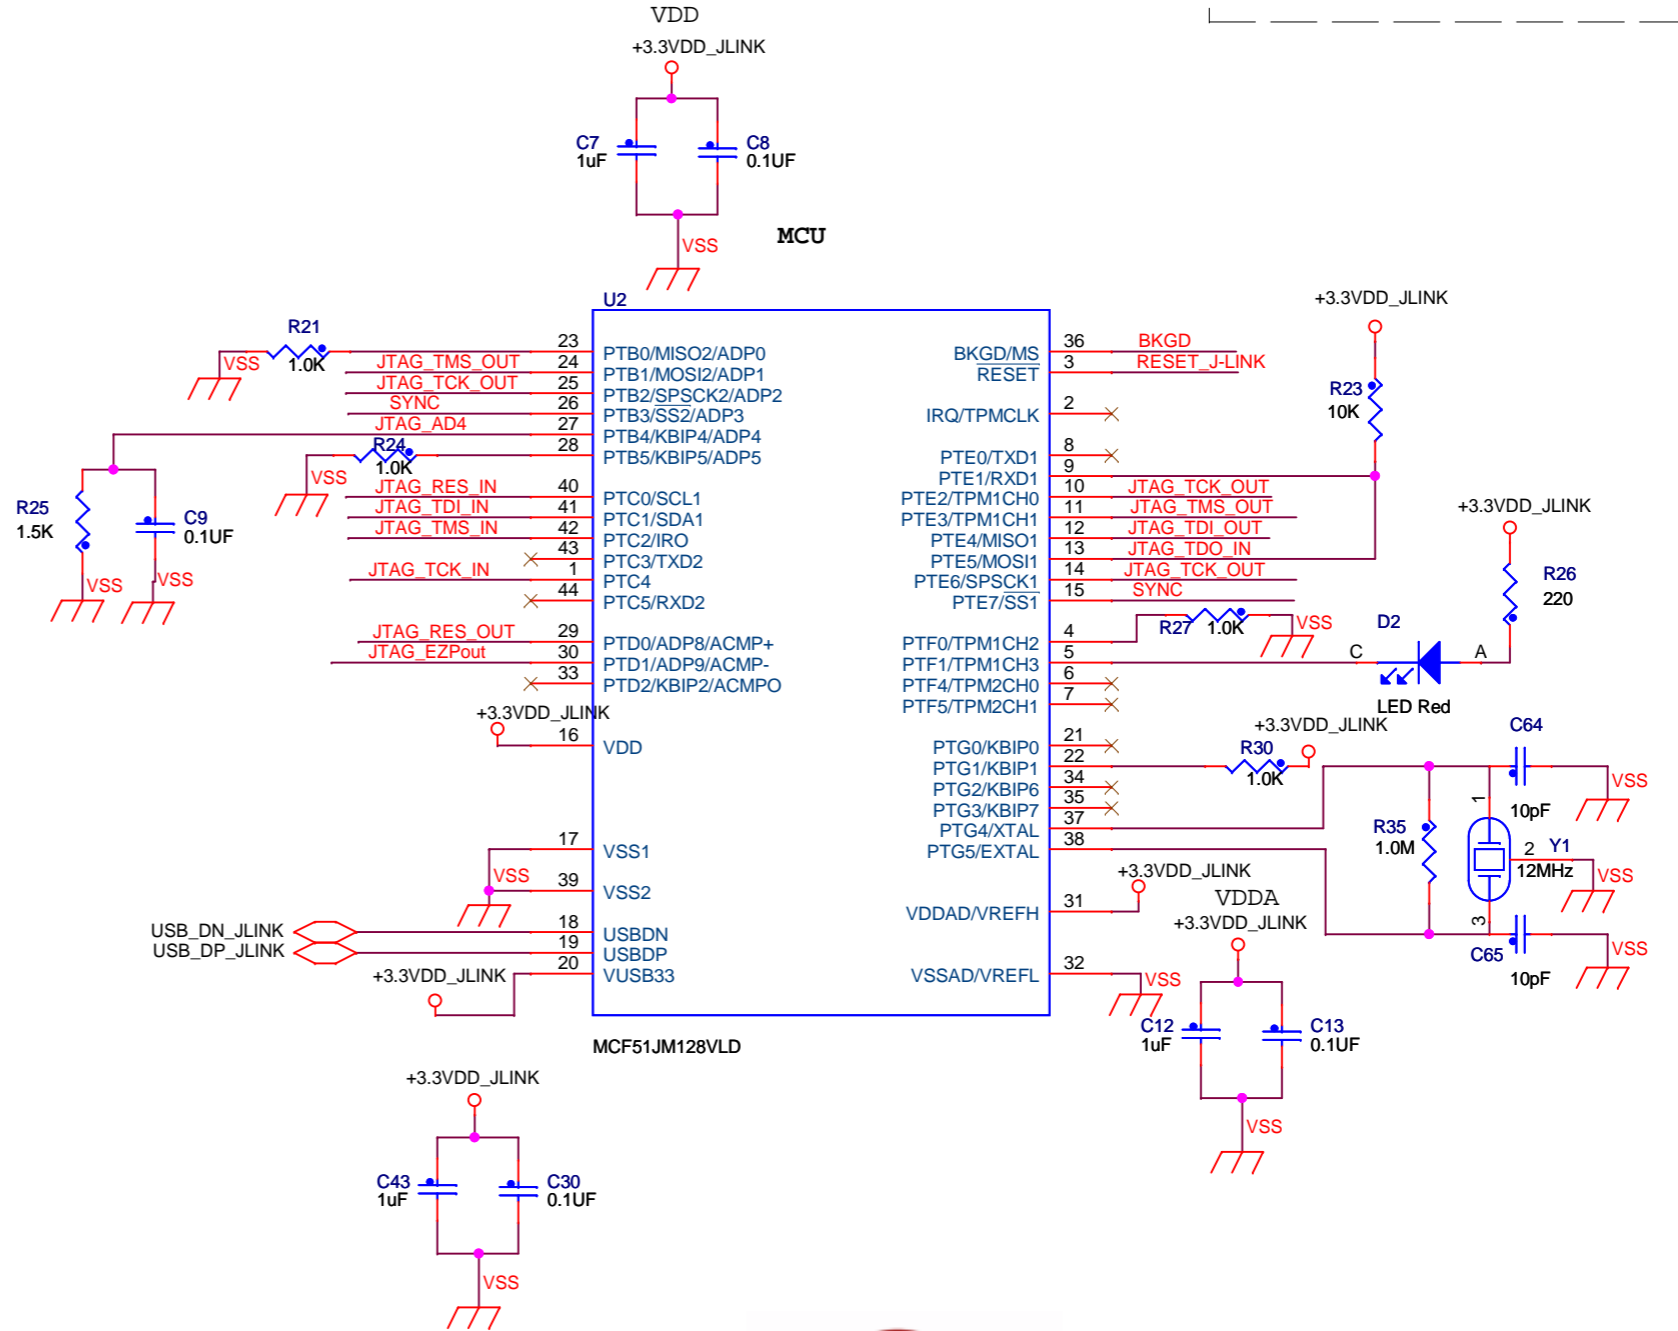 VDD
+3.3VDD_JLINK
C7
1uF
C8
0.1UF
VSS
MCU
U2
+3.3VDD_JLINK
R21
1.0K
VSS
23
PTB0/MISO2/ADP0
JTAG_TMS_OUT
24
PTB1/MOSI2/ADP1
JTAG_TCK_OUT
25
PTB2/SPSCK2/ADP2
SYNC
26
PTB3/SS2/ADP3
JTAG_AD4
27
PTB4/KBIP4/ADP4
R24
1.0K
VSS
28
PTB5/KBIP5/ADP5
R25
1.5K
C9
0.1UF
VSS
VSS
JTAG_RES_IN
40
PTC0/SCL1
JTAG_TDI_IN
41
PTC1/SDA1
JTAG_TMS_IN
42
PTC2/IRO
43
PTC3/TXD2
JTAG_TCK_IN
1
PTC4
44
PTC5/RXD2
JTAG_RES_OUT
29
PTD0/ADP8/ACMP+
JTAG_EZPout
30
PTD1/ADP9/ACMP-
33
PTD2/KBIP2/ACMPO
+3.3VDD_JLINK
16
VDD
17
VSS1
VSS
39
VSS2
USB_DN_JLINK
18
USBDN
USB_DP_JLINK
19
USBDP
+3.3VDD_JLINK
20
VUSB33
MCF51JM128VLD
BKGD/MS
36
BKGD
RESET
3
RESET_J-LINK
IRQ/TPMCLK
2
R23
10K
PTE0/TXD1
8
PTE1/RXD1
9
PTE2/TPM1CH0
10
JTAG_TCK_OUT
PTE3/TPM1CH1
11
JTAG_TMS_OUT
PTE4/MISO1
12
JTAG_TDI_OUT
PTE5/MOSI1
13
JTAG_TDO_IN
PTE6/SPSCK1
14
JTAG_TCK_OUT
PTE7/SS1
15
SYNC
+3.3VDD_JLINK
R26
220
PTF0/TPM1CH2
4
R27
1.0K
VSS
PTF1/TPM1CH3
5
D2
C
A
LED Red
PTF4/TPM2CH0
6
PTF5/TPM2CH1
7
+3.3VDD_JLINK
PTG0/KBIP0
21
PTG1/KBIP1
22
R30
1.0K
PTG2/KBIP6
34
PTG3/KBIP7
35
PTG4/XTAL
37
PTG5/EXTAL
38
C64
10pF
VSS
R35
1.0M
1
2
3
Y1
12MHz
VSS
C65
10pF
VSS
+3.3VDD_JLINK
VDDAD/VREFH
31
VSSAD/VREFL
32
VSS
VDDA
+3.3VDD_JLINK
C12
1uF
C13
0.1UF
VSS
+3.3VDD_JLINK
C43
1uF
C30
0.1UF
VSS